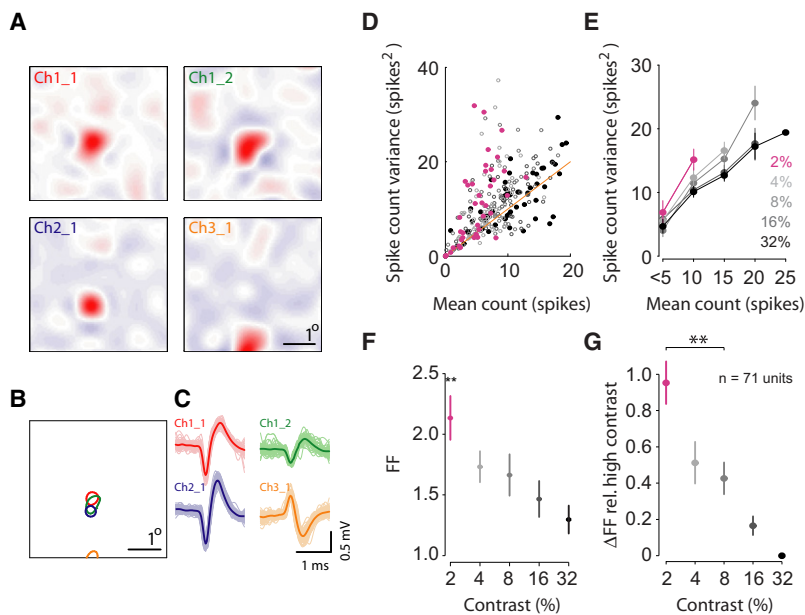 A
Ch1_1
Ch1_2
Ch2_1
Ch3_1
1°
B
1°
C
Ch1_1
Ch1_2
Ch2_1
Ch3_1
1 ms
0.5 mV
D
Spike count variance (spikes²)
40
20
0
0
10
20
Mean count (spikes)
E
Spike count variance (spikes²)
30
20
10
0
<5
10
15
20
25
Mean count (spikes)
2%
4%
8%
16%
32%
F
FF
2.5
2.0
1.5
1.0
**
2
4
8
16
32
Contrast (%)
G
ΔFF rel. high contrast
1.0
0.8
0.6
0.4
0.2
0
**
n = 71 units
2
4
8
16
32
Contrast (%)